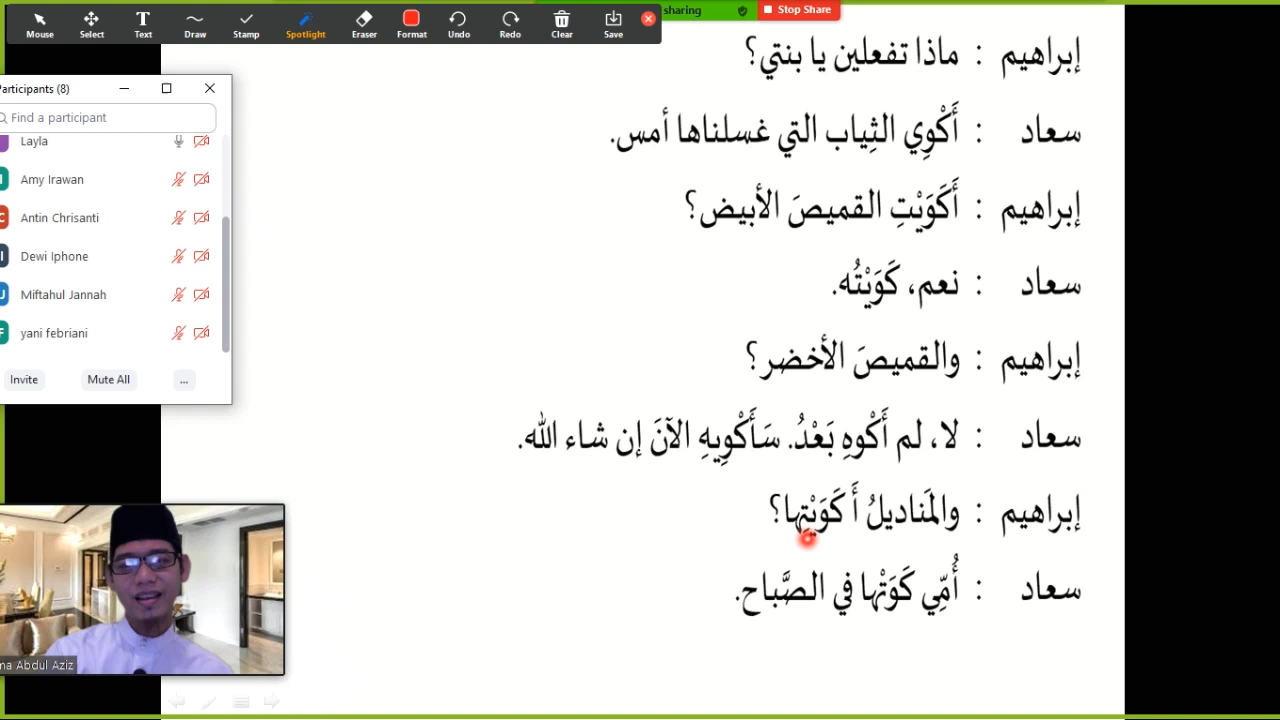 sharing
Stop Share
Mouse
Select
Text
Draw
Stamp
Spotlight
Eraser
Format
Undo
Redo
Clear
Save
Participants (8)
Find a participant
Layla
Amy Irawan
Antin Chrisanti
Dewi Iphone
Miftahul Jannah
yani febriani
Invite
Mute All
...
إبراهيم : ماذا تفعلين يا بنتي؟
سعاد : أَكْوِي الثِياب التي غسلناها أمس.
إبراهيم : أَكَوَيْتِ القميصَ الأبيض؟
سعاد : نعم، كَوَيْتُه.
إبراهيم : والقميصَ الأخضر؟
سعاد : لا، لم أَكْوِهِ بَعْدُ. سَأَكْوِيهِ الآنَ إن شاء الله.
إبراهيم : والمَناديلُ أَ كَوَيْتِها؟
سعاد : أُمِّي كَوَتْها في الصَّباح.
ma Abdul Aziz